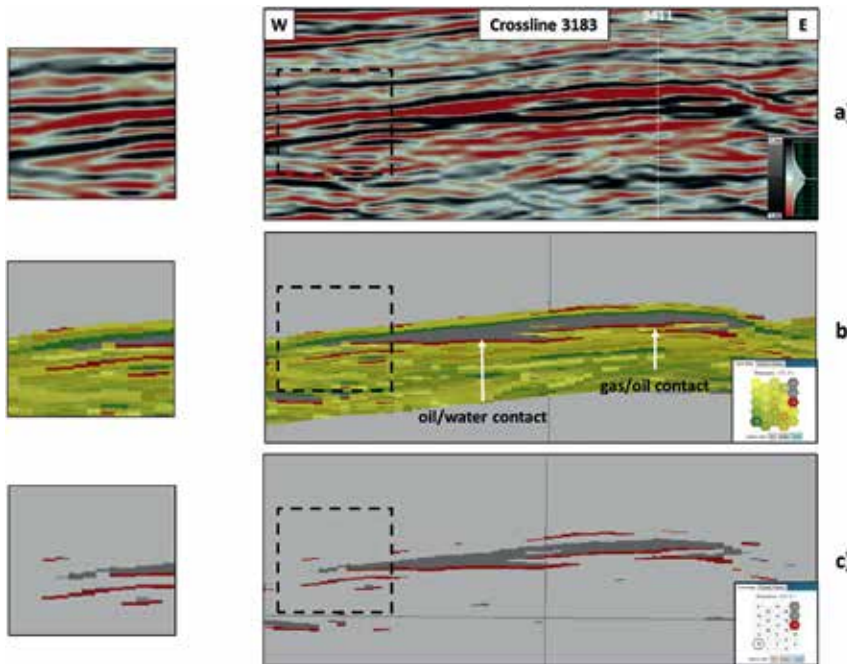 W
Crossline 3183
E
a)
b
oil/water contact
gas/oil contact
c)